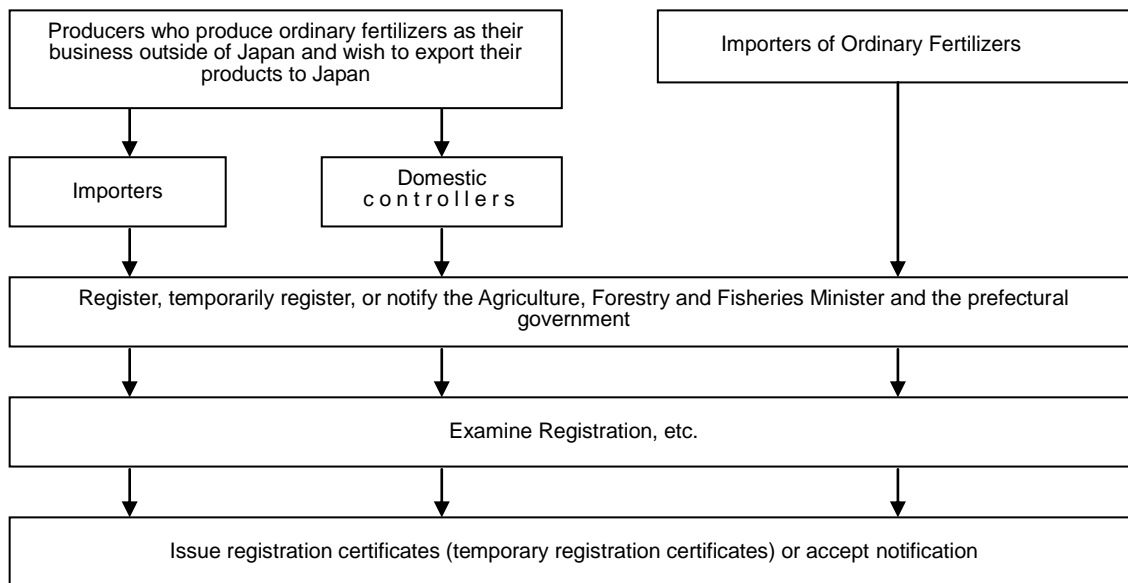 Producers who produce ordinary fertilizers as their
business outside of Japan and wish to export their
products to Japan
Importers of Ordinary Fertilizers
Importers
Domestic
controllers
Register, temporarily register, or notify the Agriculture, Forestry and Fisheries Minister and the prefectural
government
Examine Registration, etc.
Issue registration certificates (temporary registration certificates) or accept notification